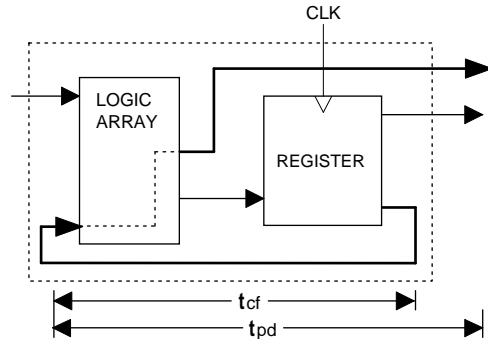 CLK
LOGIC
ARRAY
REGISTER
tcf
tpd